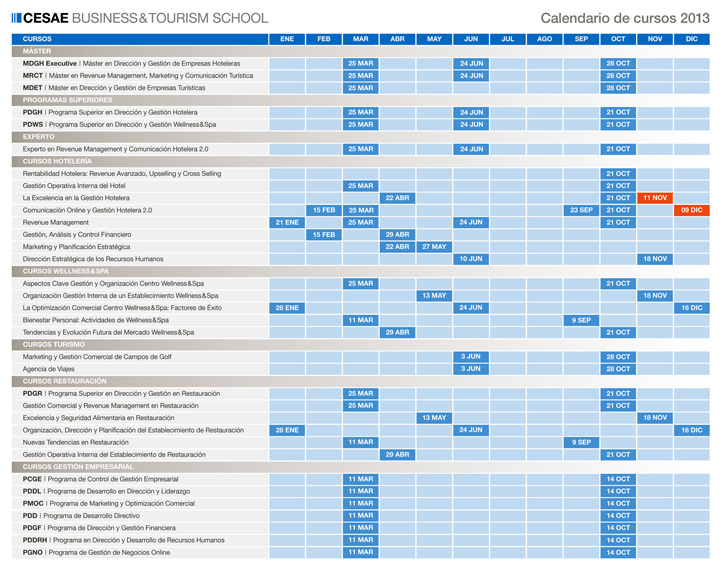 CESAE BUSINESS&TOURISM SCHOOL Calendario de cursos 2013
CURSOS ENE FEB MAR ABR MAY JUN JUL AGO SEP OCT NOV DIC
MÁSTER
MDGH Executive | Máster en Dirección y Gestión de Empresas Hoteleras 25 MAR 24 JUN 28 OCT
MRCT | Máster en Revenue Management, Marketing y Comunicación Turística 25 MAR 24 JUN 28 OCT
MDET | Máster en Dirección y Gestión de Empresas Turísticas 25 MAR 28 OCT
PROGRAMAS SUPERIORES
PDGH | Programa Superior en Dirección y Gestión Hotelera 25 MAR 24 JUN 21 OCT
PDWS | Programa Superior en Dirección y Gestión Wellness&Spa 25 MAR 24 JUN 21 OCT
EXPERTO
Experto en Revenue Management y Comunicación Hotelera 2.0 25 MAR 24 JUN 21 OCT
CURSOS HOTELERÍA
Rentabilidad Hotelera: Revenue Avanzado, Upselling y Cross Selling 21 OCT
Gestión Operativa Interna del Hotel 25 MAR 21 OCT
La Excelencia en la Gestión Hotelera 22 ABR 21 OCT 11 NOV
Comunicación Online y Gestión Hotelera 2.0 15 FEB 25 MAR 23 SEP 21 OCT 09 DIC
Revenue Management 21 ENE 25 MAR 24 JUN 21 OCT
Gestión, Análisis y Control Financiero 15 FEB 29 ABR
Marketing y Planificación Estratégica 22 ABR 27 MAY
Dirección Estratégica de los Recursos Humanos 10 JUN 18 NOV
CURSOS WELLNESS&SPA
Aspectos Clave Gestión y Organización Centro Wellness&Spa 25 MAR 21 OCT
Organización Gestión Interna de un Establecimiento Wellness&Spa 13 MAY 18 NOV
La Optimización Comercial Centro Wellness&Spa: Factores de Éxito 28 ENE 24 JUN 16 DIC
Bienestar Personal: Actividades de Wellness&Spa 11 MAR 9 SEP
Tendencias y Evolución Futura del Mercado Wellness&Spa 29 ABR 21 OCT
CURSOS TURISMO
Marketing y Gestión Comercial de Campos de Golf 3 JUN 28 OCT
Agencia de Viajes 3 JUN 28 OCT
CURSOS RESTAURACIÓN
PDGR | Programa Superior en Dirección y Gestión en Restauración 25 MAR 21 OCT
Gestión Comercial y Revenue Management en Restauración 25 MAR 21 OCT
Excelencia y Seguridad Alimentaria en Restauración 13 MAY 18 NOV
Organización, Dirección y Planificación del Establecimiento de Restauración 28 ENE 24 JUN 16 DIC
Nuevas Tendencias en Restauración 11 MAR 9 SEP
Gestión Operativa Interna del Establecimiento de Restauración 29 ABR 21 OCT
CURSOS GESTIÓN EMPRESARIAL
PCGE | Programa de Control de Gestión Empresarial 11 MAR 14 OCT
PDDL | Programa de Desarrollo en Dirección y Liderazgo 11 MAR 14 OCT
PMOC | Programa de Marketing y Optimización Comercial 11 MAR 14 OCT
PDD | Programa de Desarrollo Directivo 11 MAR 14 OCT
PDGF | Programa de Dirección y Gestión Financiera 11 MAR 14 OCT
PDDRH | Programa en Dirección y Desarrollo de Recursos Humanos 11 MAR 14 OCT
PGNO | Programa de Gestión de Negocios Online 11 MAR 14 OCT